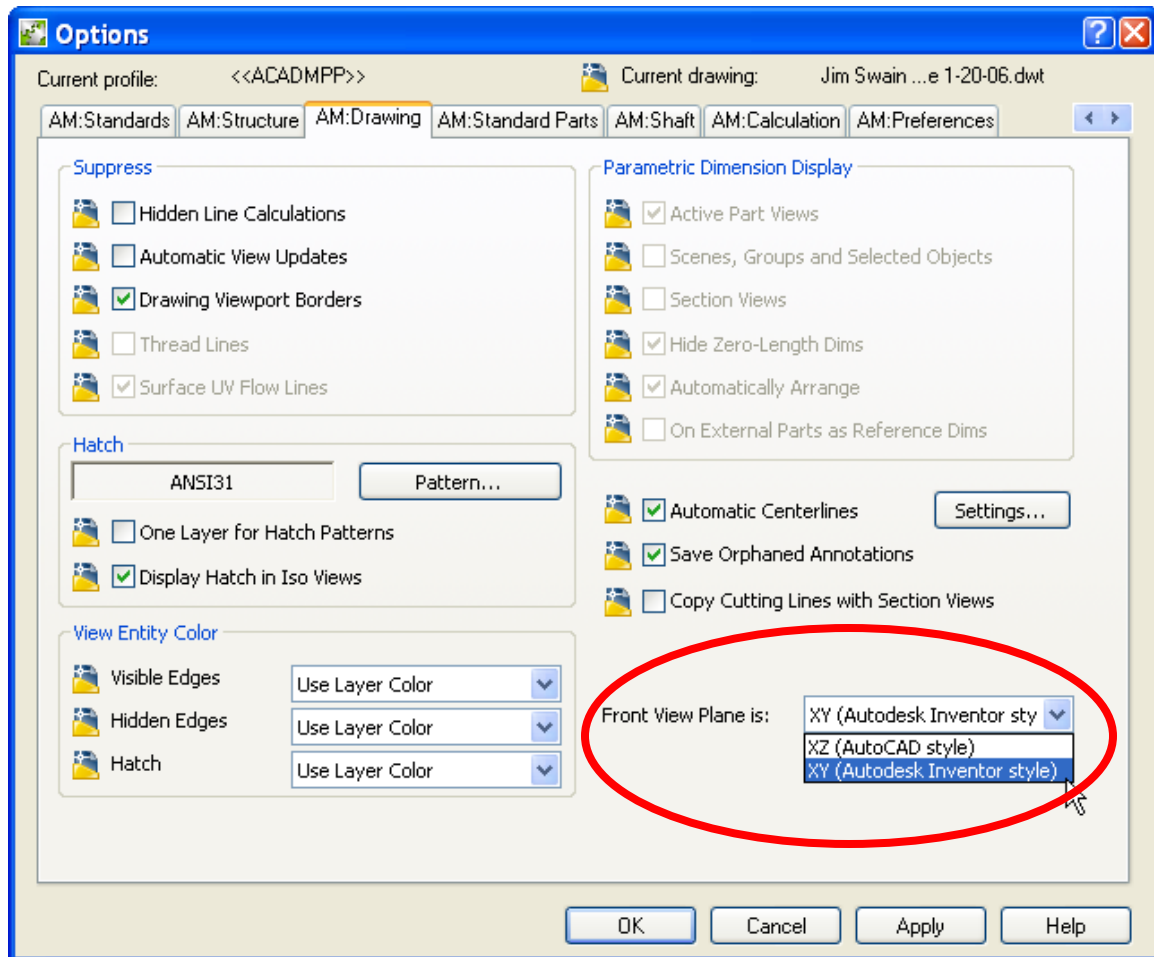 Options
Current profile: <<ACADMPP>> Current drawing: Jim Swain ...e 1-20-06.dwt
AM:Standards AM:Structure AM:Drawing AM:Standard Parts AM:Shaft AM:Calculation AM:Preferences
Suppress
Hidden Line Calculations
Automatic View Updates
Drawing Viewport Borders
Thread Lines
Surface UV Flow Lines
Hatch
ANSI31 Pattern...
One Layer for Hatch Patterns
Display Hatch in Iso Views
View Entity Color
Visible Edges Use Layer Color
Hidden Edges Use Layer Color
Hatch Use Layer Color
Parametric Dimension Display
Active Part Views
Scenes, Groups and Selected Objects
Section Views
Hide Zero-Length Dims
Automatically Arrange
On External Parts as Reference Dims
Automatic Centerlines Settings...
Save Orphaned Annotations
Copy Cutting Lines with Section Views
Front View Plane is: XY (Autodesk Inventor sty
XZ (AutoCAD style)
XY (Autodesk Inventor style)
OK Cancel Apply Help